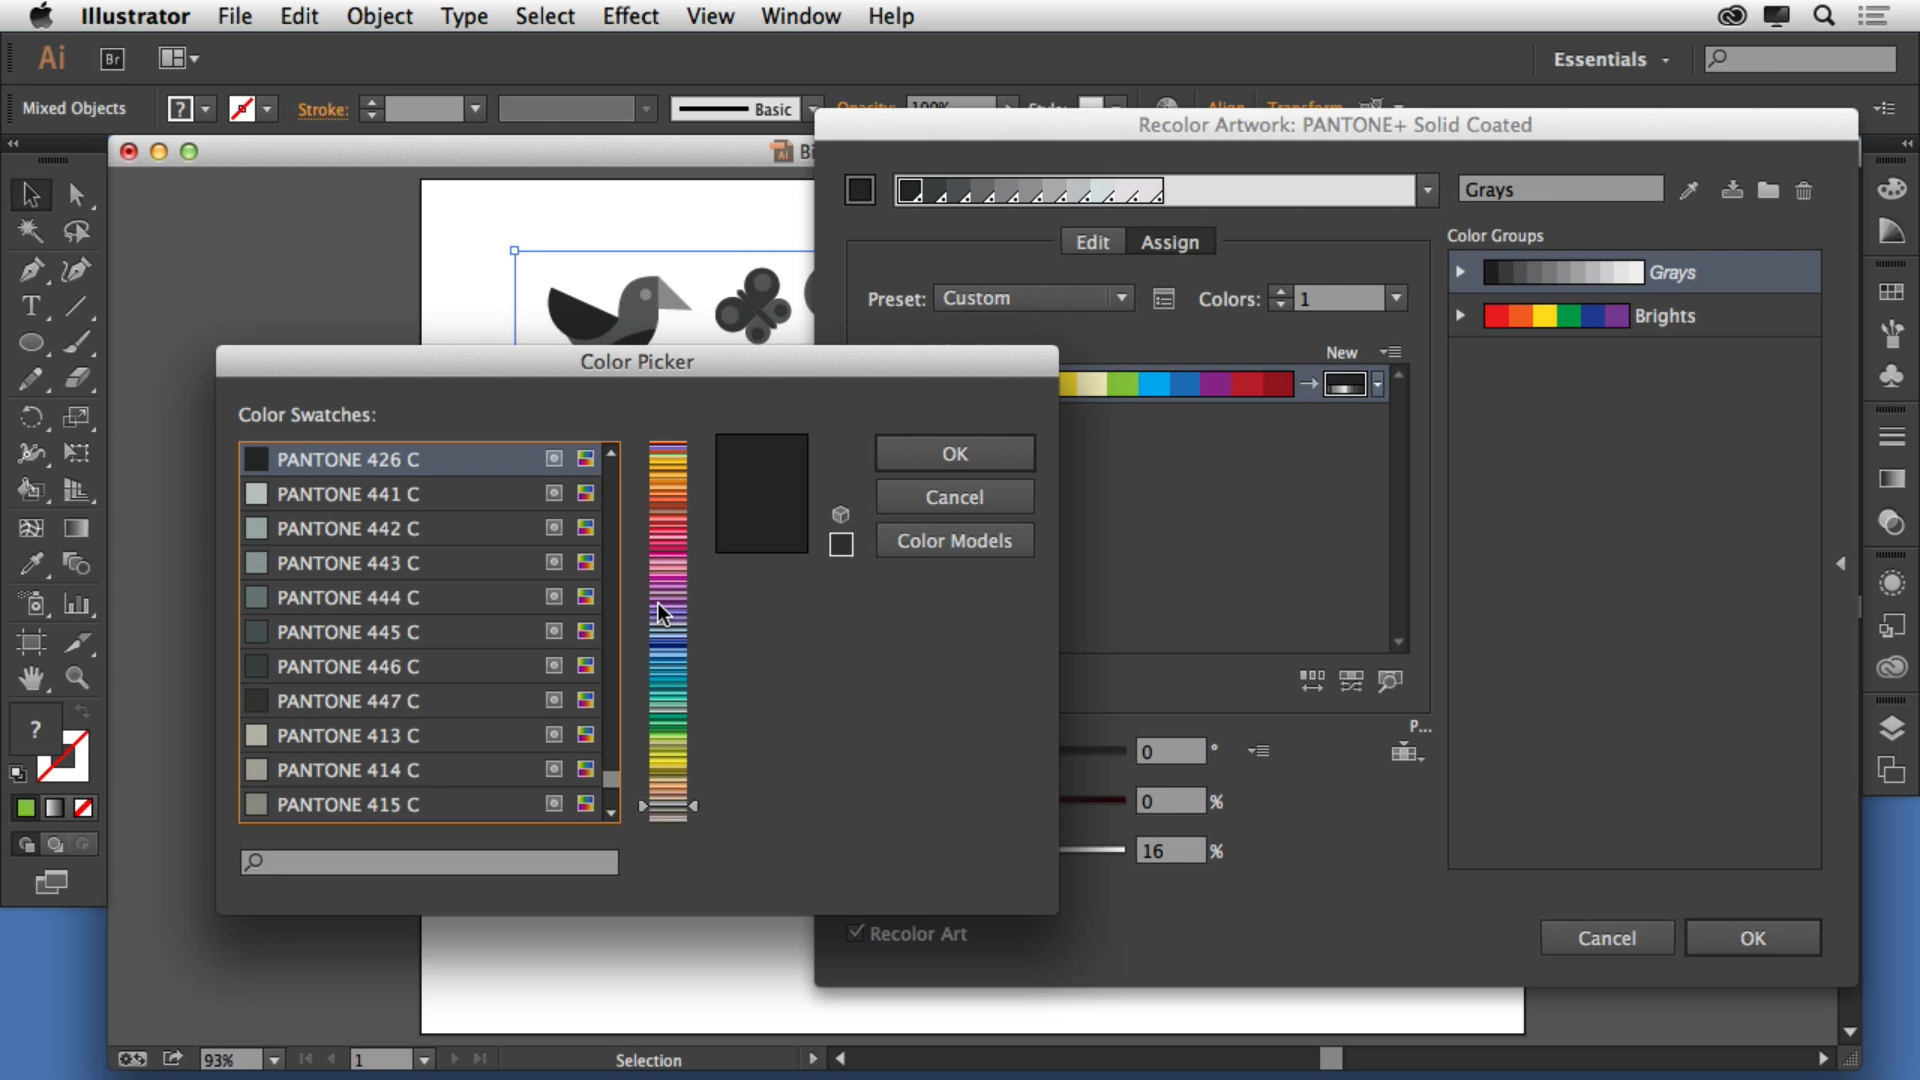 Illustrator File Edit Object Type Select Effect View Window Help
Ai Br Essentials
Mixed Objects ? Stroke: Basic Opacity: 100% Style: Align Transform
Bi
Recolor Artwork: PANTONE+ Solid Coated
Grays
Edit Assign
Color Groups
Grays
Brights
Preset: Custom Colors: 1
New
Color Picker
Color Swatches:
PANTONE 426 C
PANTONE 441 C
PANTONE 442 C
PANTONE 443 C
PANTONE 444 C
PANTONE 445 C
PANTONE 446 C
PANTONE 447 C
PANTONE 413 C
PANTONE 414 C
PANTONE 415 C
OK
Cancel
Color Models
P...
0 °
0 %
16 %
?
Recolor Art
Cancel OK
93% 1 Selection